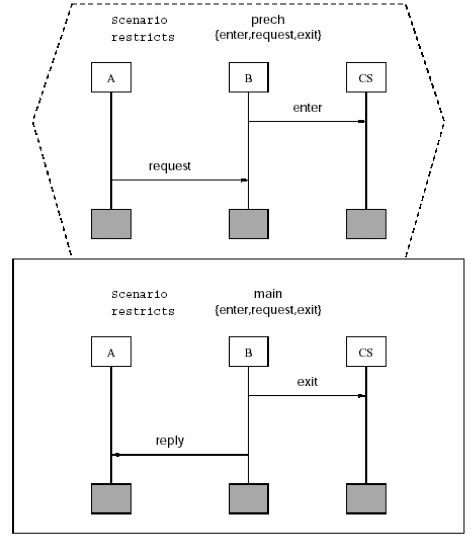 Scenario prech
restricts {enter,request,exit}
A B CS
enter
request
Scenario main
restricts {enter,request,exit}
A B CS
exit
reply